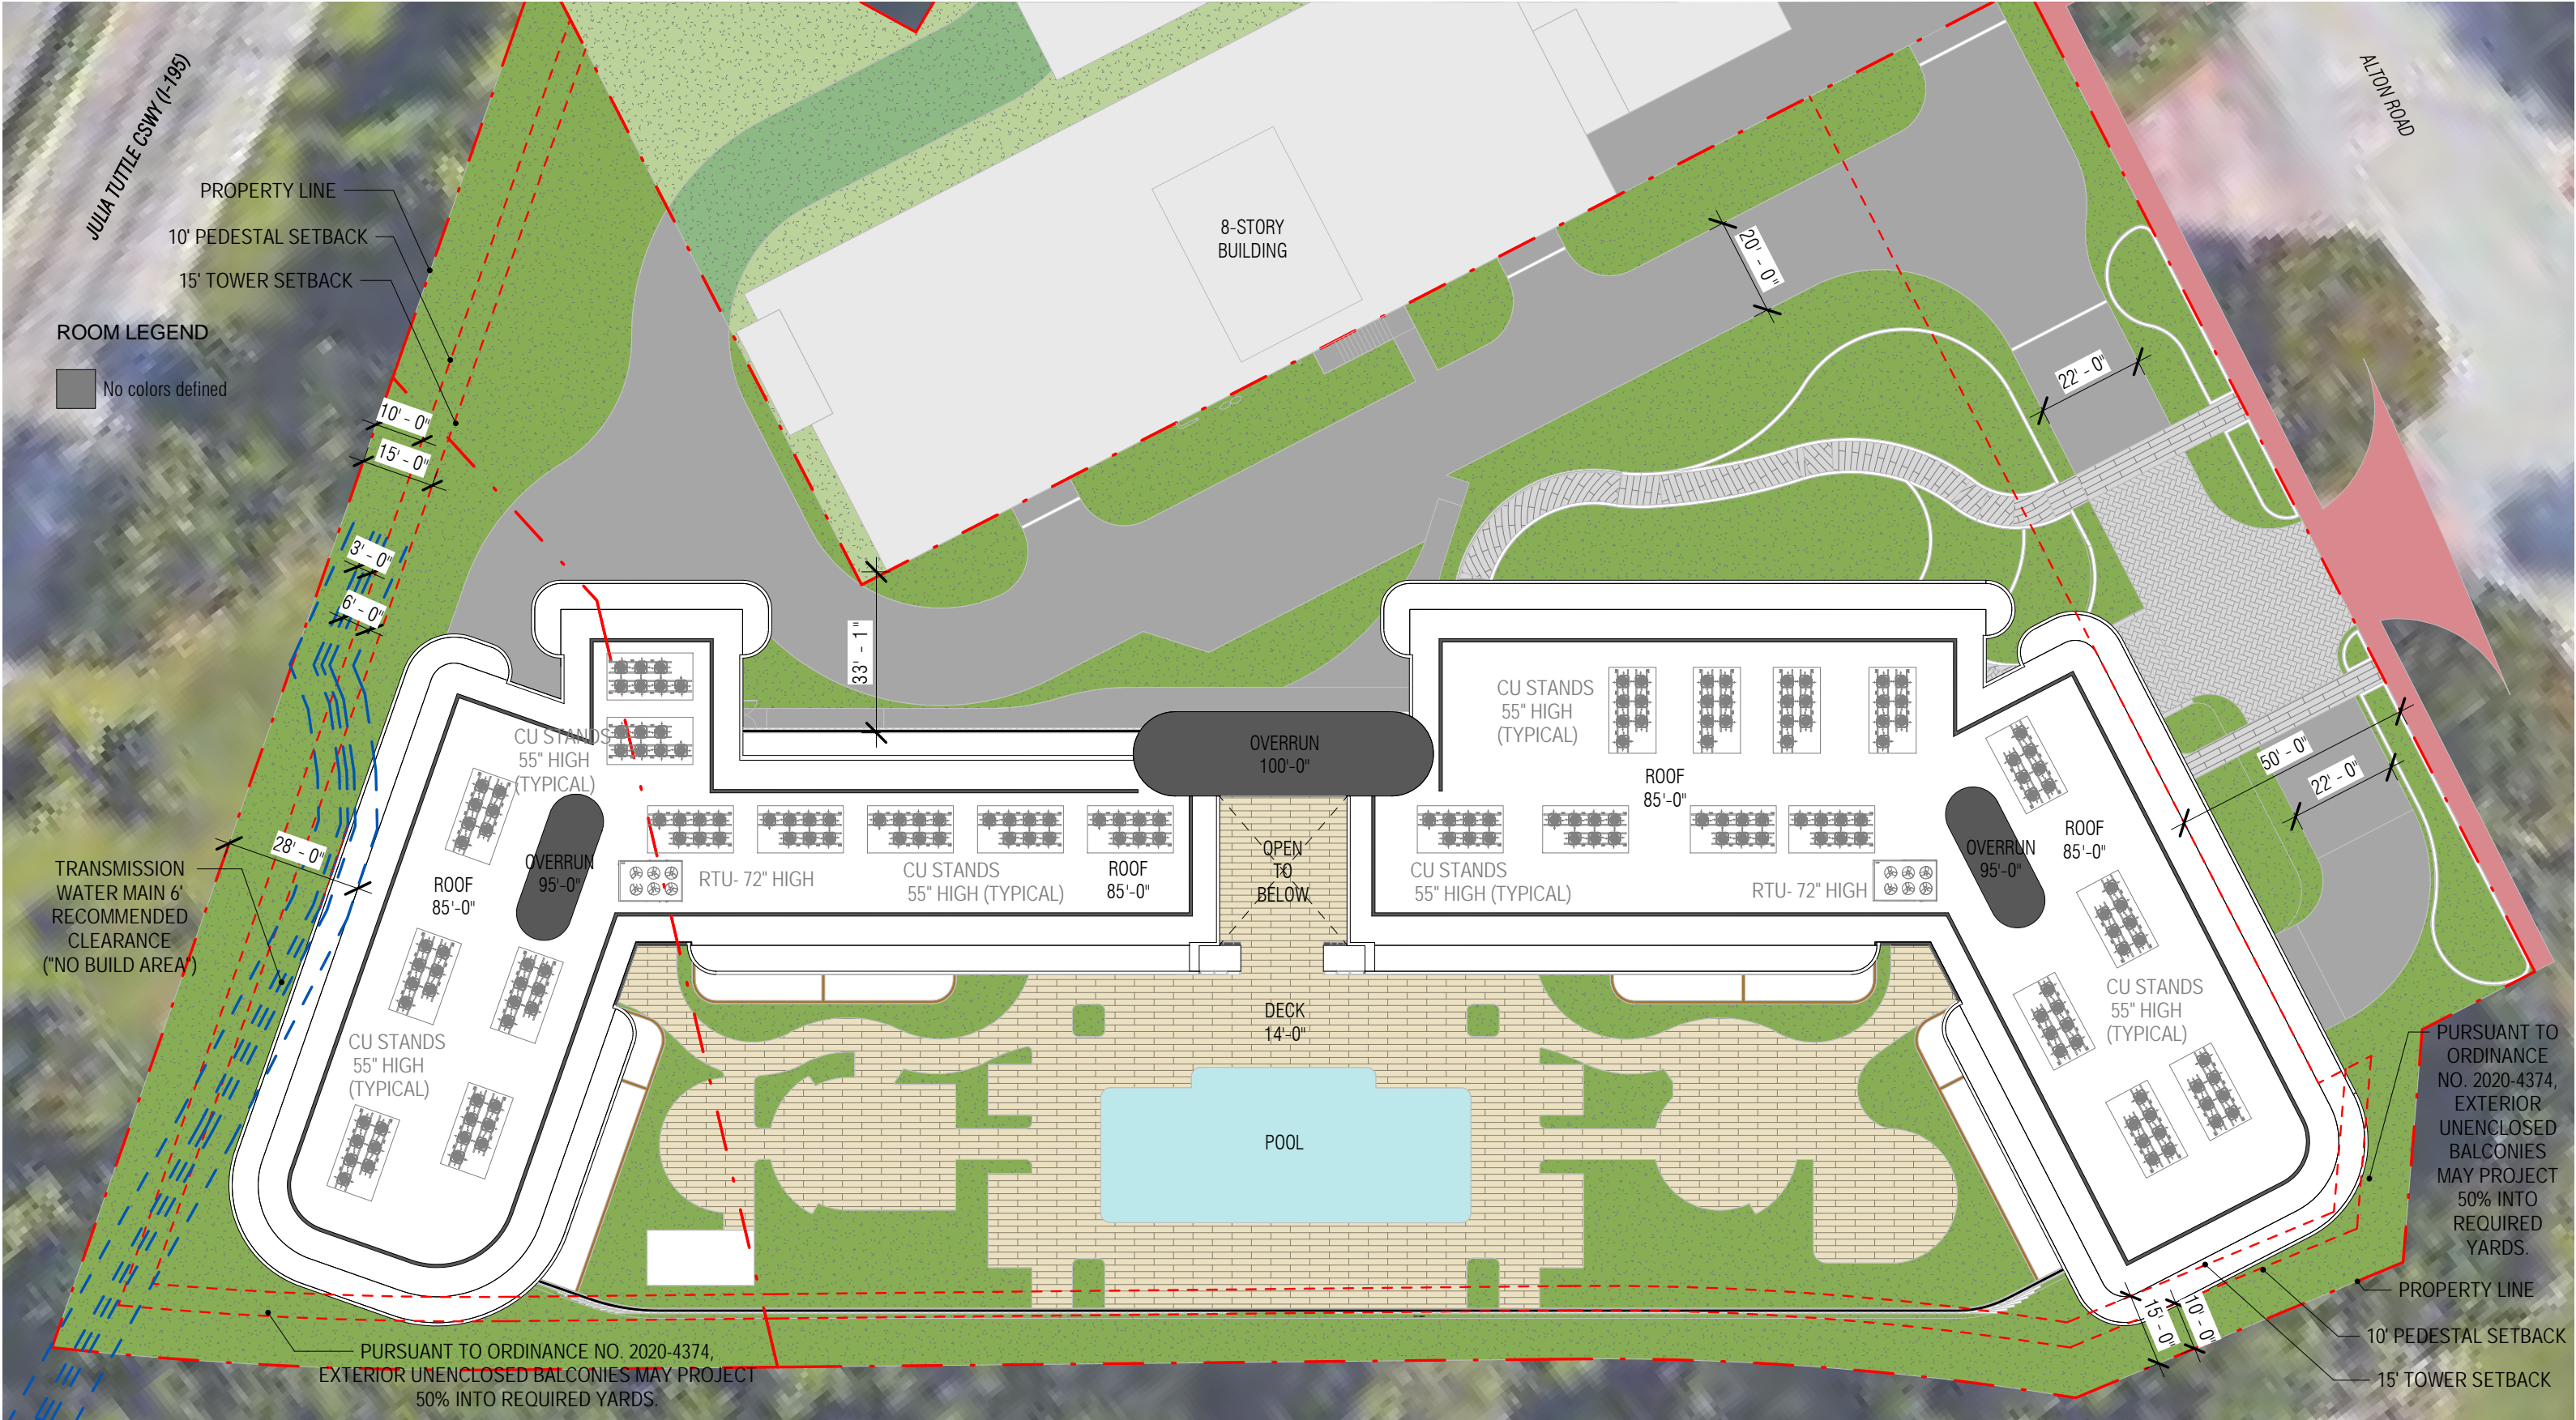 JULIA TUTTLE CSWY (I-195)
ALTON ROAD
PROPERTY LINE
10' PEDESTAL SETBACK
15' TOWER SETBACK
ROOM LEGEND
No colors defined
8-STORY
BUILDING
20' - 0"
22' - 0"
10' - 0"
15' - 0"
3' - 0"
6' - 0"
33' - 1"
28' - 0"
TRANSMISSION
WATER MAIN 6'
RECOMMENDED
CLEARANCE
("NO BUILD AREA")
CU STANDS
55" HIGH
(TYPICAL)
OVERRUN
95'-0"
ROOF
85'-0"
RTU- 72" HIGH
CU STANDS
55" HIGH (TYPICAL)
ROOF
85'-0"
CU STANDS
55" HIGH
(TYPICAL)
OVERRUN
100'-0"
OPEN
TO
BELOW
DECK
14'-0"
POOL
CU STANDS
55" HIGH
(TYPICAL)
ROOF
85'-0"
CU STANDS
55" HIGH (TYPICAL)
RTU- 72" HIGH
OVERRUN
95'-0"
ROOF
85'-0"
CU STANDS
55" HIGH
(TYPICAL)
50' - 0"
22' - 0"
PURSUANT TO
ORDINANCE
NO. 2020-4374,
EXTERIOR
UNENCLOSED
BALCONIES
MAY PROJECT
50% INTO
REQUIRED
YARDS.
PROPERTY LINE
10' PEDESTAL SETBACK
15' TOWER SETBACK
15' - 0"
10' - 0"
PURSUANT TO ORDINANCE NO. 2020-4374,
EXTERIOR UNENCLOSED BALCONIES MAY PROJECT
50% INTO REQUIRED YARDS.